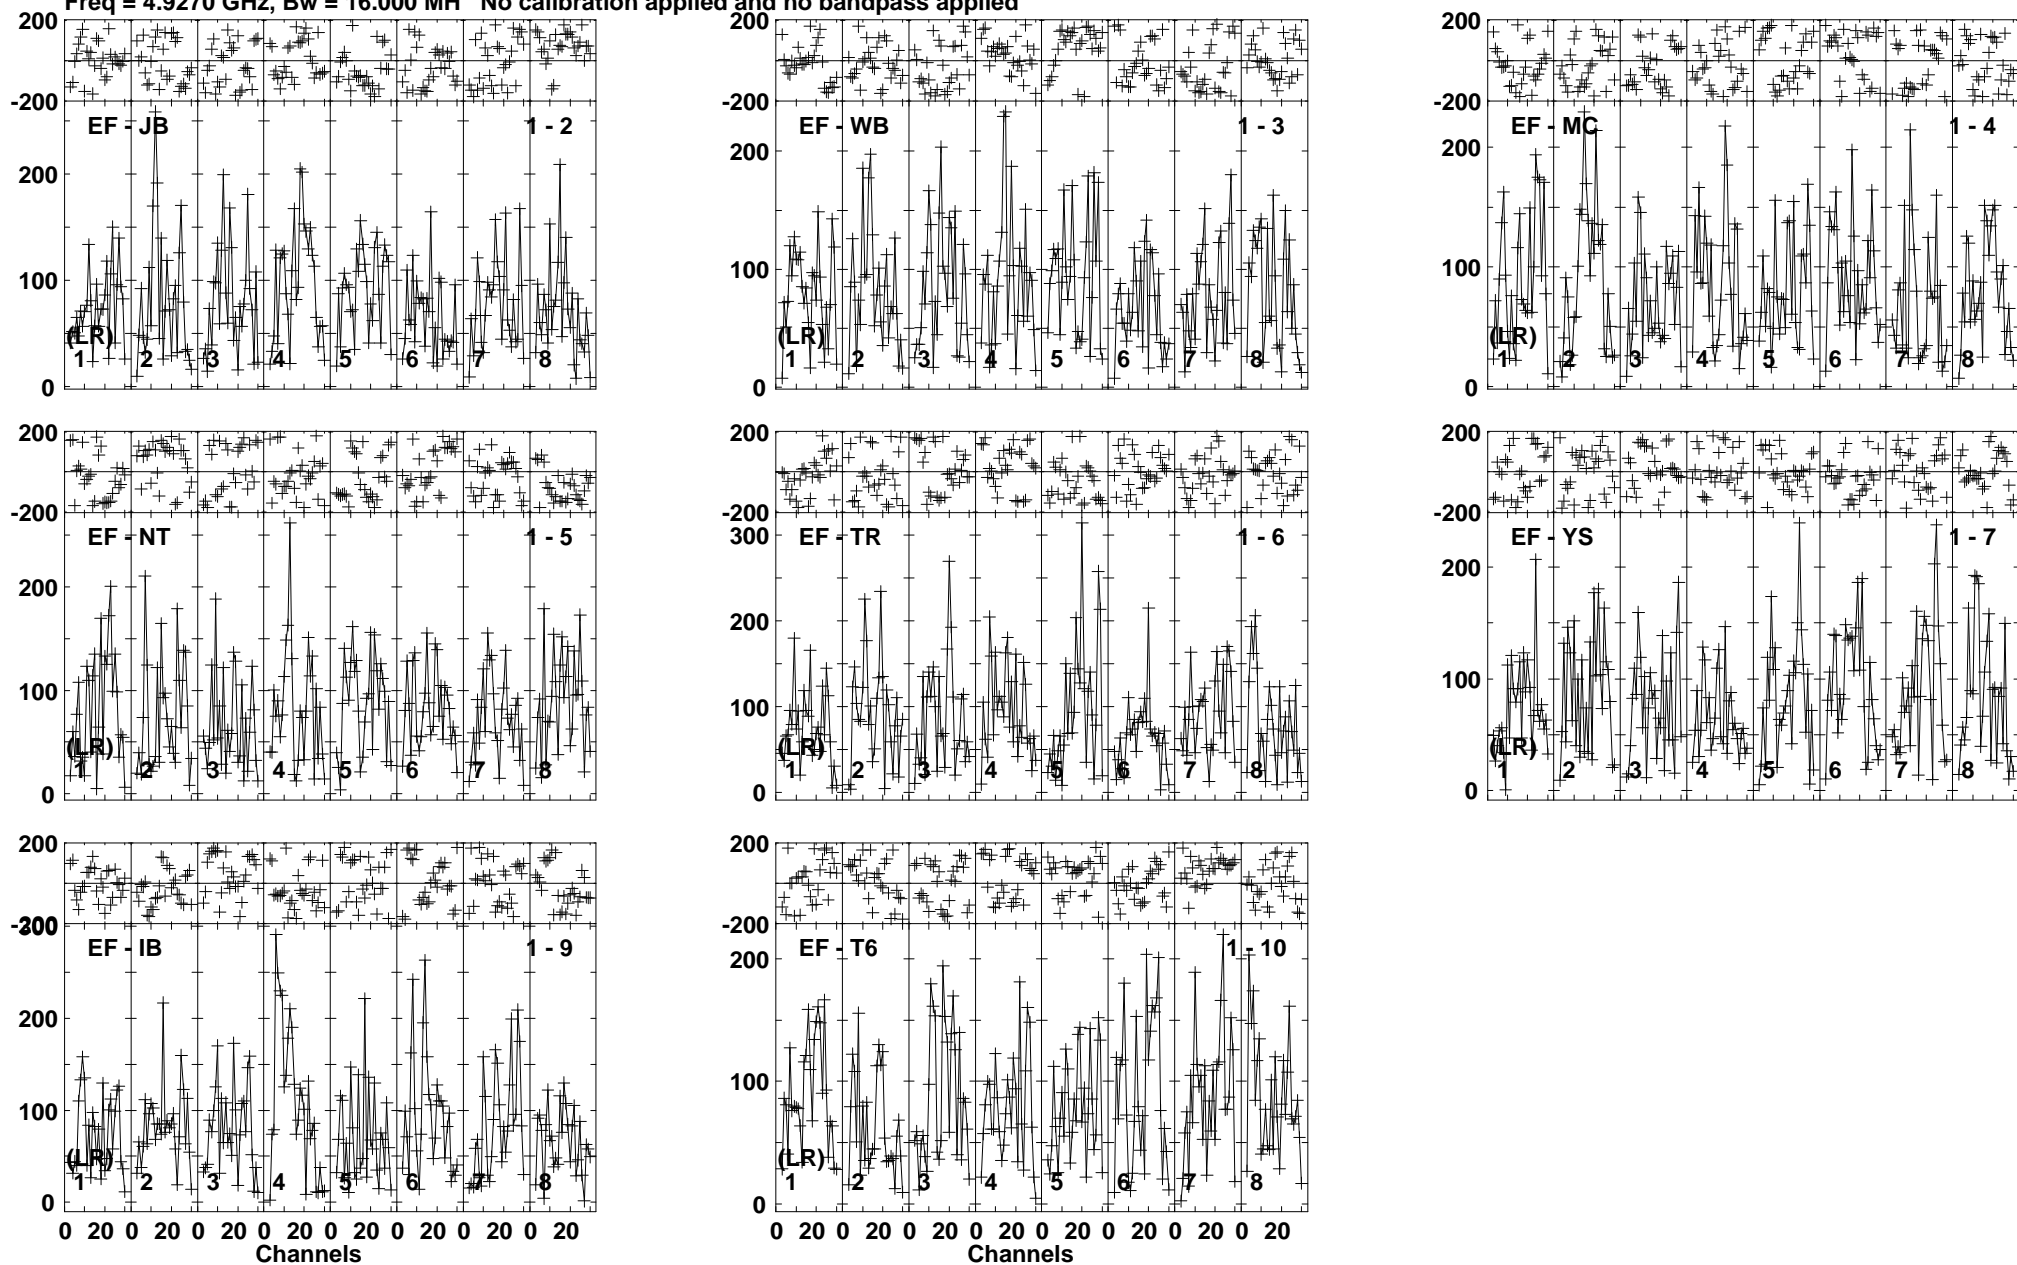 Freq = 4.9270 GHz, Bw = 16.000 MH No calibration applied and no bandpass applied
200 200 200
-200 -200 -200
EF - JB 1 - 2 EF - WB 1 - 3 EF - MC 1 - 4
200 200 200
100 100 100
(LR) (LR) (LR)
1 2 3 4 5 6 7 8 1 2 3 4 5 6 7 8 1 2 3 4 5 6 7 8
0 0 0
200 200 200
-200 -200 -200
EF - NT 1 - 5 EF - TR 1 - 6 EF - YS 1 - 7
300
200 200 200
100 100 100
(LR) (LR) (LR)
1 2 3 4 5 6 7 8 1 2 3 4 5 6 7 8 1 2 3 4 5 6 7 8
0 0 0
200 200
-200 -200
300
EF - IB 1 - 9 EF - T6 1 - 10
200 200
100 100
(LR) (LR)
1 2 3 4 5 6 7 8 1 2 3 4 5 6 7 8
0 0
0 20 0 20 0 20 0 20 0 20 0 20 0 20 0 20 0 20 0 20 0 20 0 20 0 20 0 20 0 20 0 20
Channels Channels